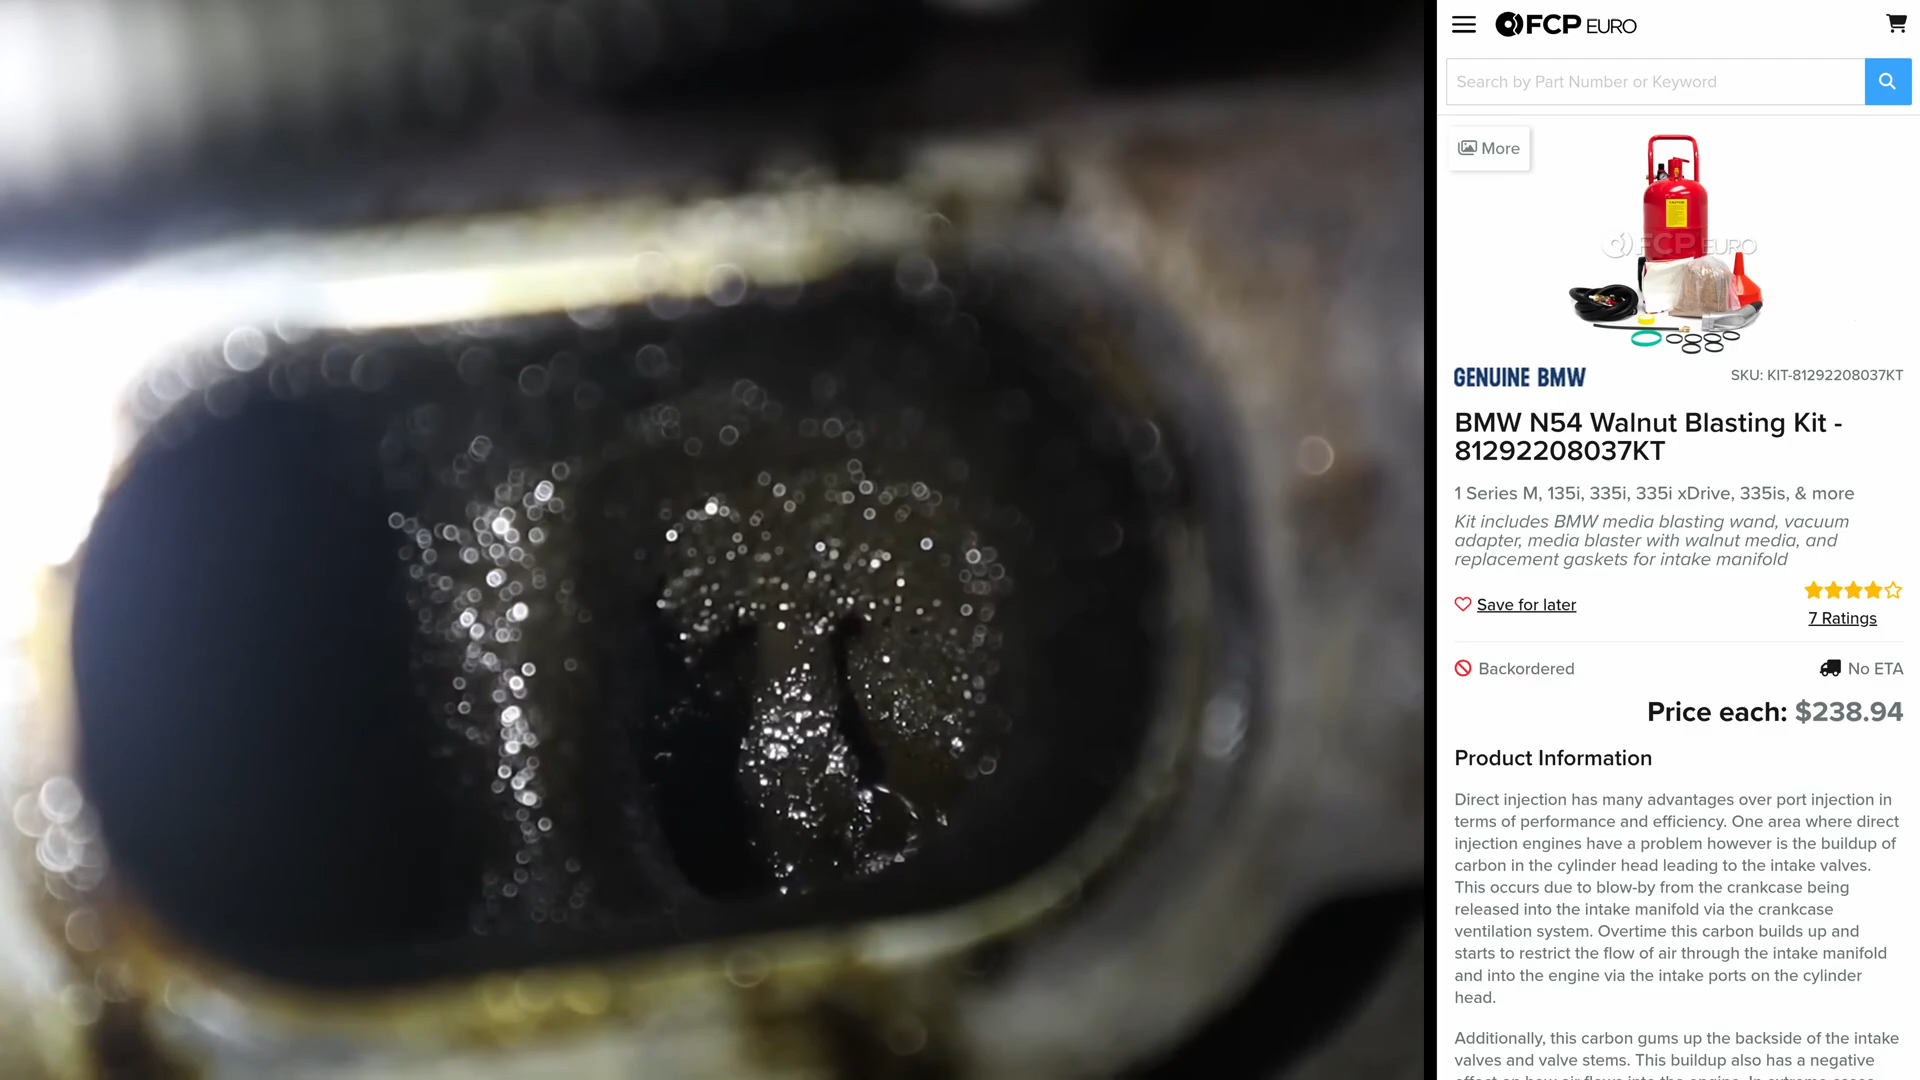 FCP EURO
Search by Part Number or Keyword
More
FCP EURO
GENUINE BMW
SKU: KIT-81292208037KT
BMW N54 Walnut Blasting Kit -
81292208037KT
1 Series M, 135i, 335i, 335i xDrive, 335is, & more
Kit includes BMW media blasting wand, vacuum
adapter, media blaster with walnut media, and
replacement gaskets for intake manifold
Save for later
7 Ratings
Backordered
No ETA
Price each: $238.94
Product Information
Direct injection has many advantages over port injection in
terms of performance and efficiency. One area where direct
injection engines have a problem however is the buildup of
carbon in the cylinder head leading to the intake valves.
This occurs due to blow-by from the crankcase being
released into the intake manifold via the crankcase
ventilation system. Overtime this carbon builds up and
starts to restrict the flow of air through the intake manifold
and into the engine via the intake ports on the cylinder
head.
Additionally, this carbon gums up the backside of the intake
valves and valve stems. This buildup also has a negative